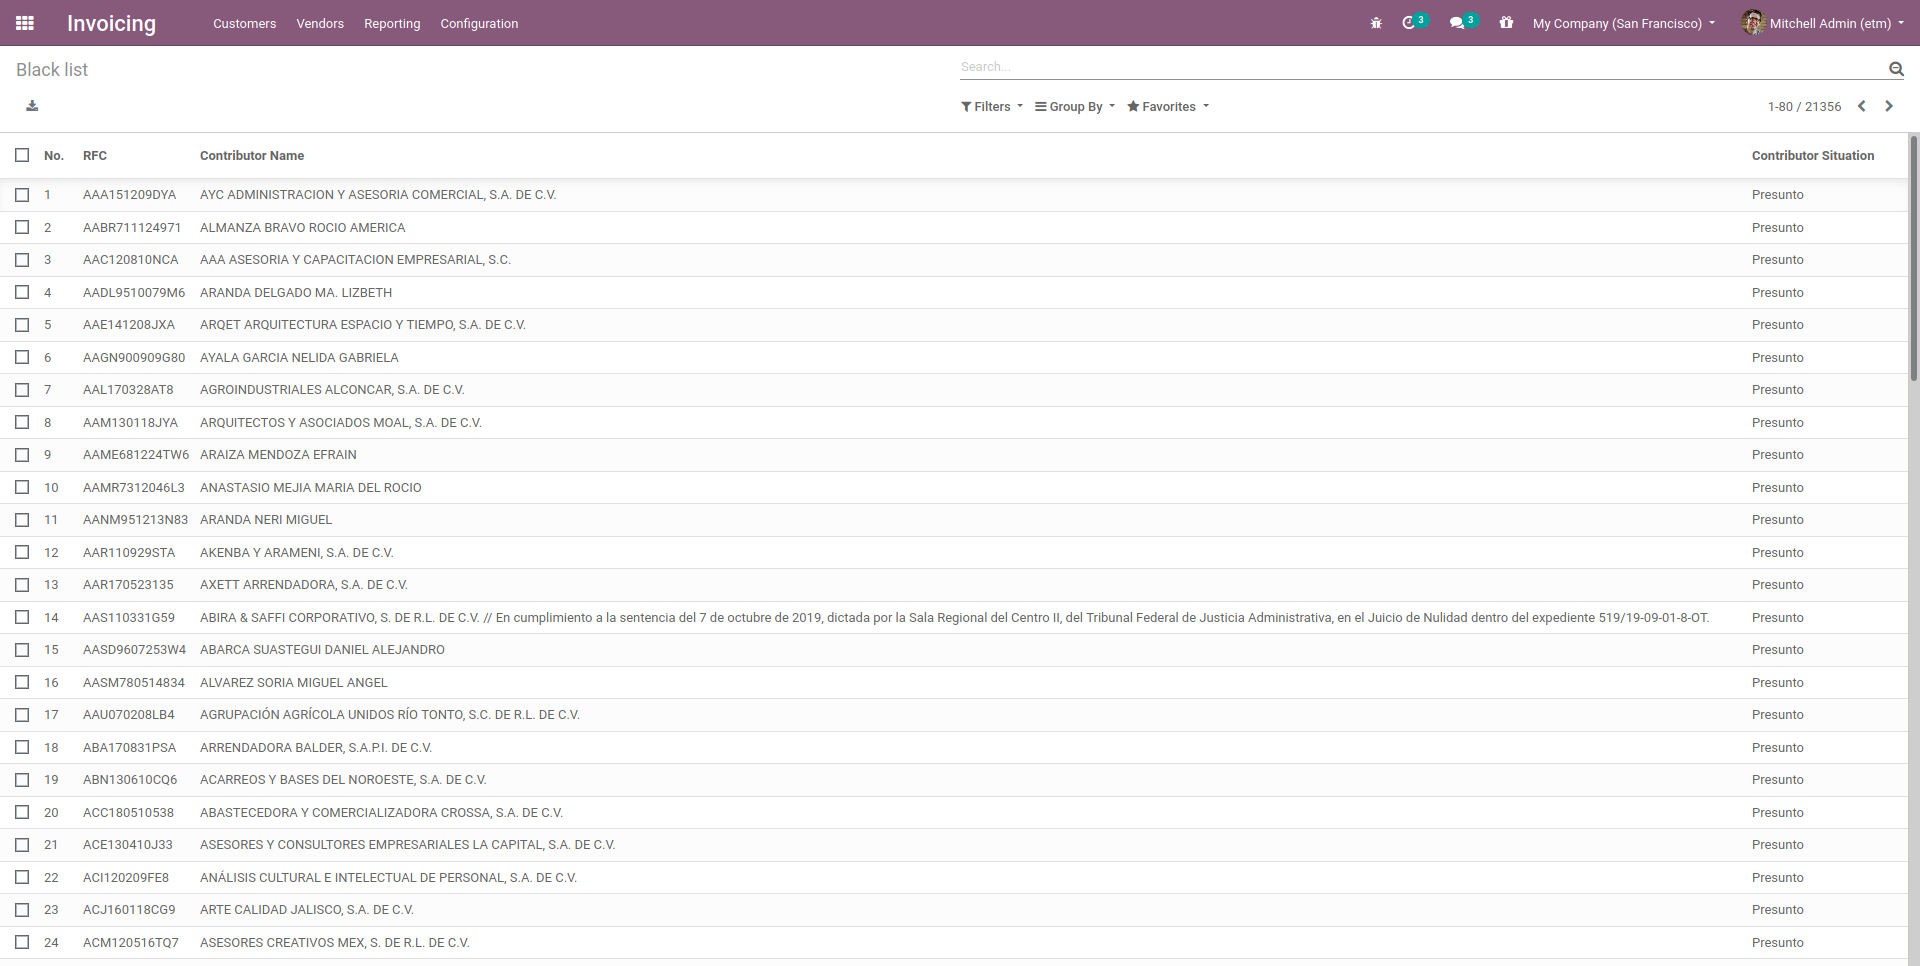 Invoicing Customers Vendors Reporting Configuration 3 3 My Company (San Francisco) Mitchell Admin (etm)
Black list Search...
Filters Group By Favorites 1-80 / 21356
No. RFC Contributor Name Contributor Situation
1 AAA151209DYA AYC ADMINISTRACION Y ASESORIA COMERCIAL, S.A. DE C.V. Presunto
2 AABR711124971 ALMANZA BRAVO ROCIO AMERICA Presunto
3 AAC120810NCA AAA ASESORIA Y CAPACITACION EMPRESARIAL, S.C. Presunto
4 AADL9510079M6 ARANDA DELGADO MA. LIZBETH Presunto
5 AAE141208JXA ARQET ARQUITECTURA ESPACIO Y TIEMPO, S.A. DE C.V. Presunto
6 AAGN900909G80 AYALA GARCIA NELIDA GABRIELA Presunto
7 AAL170328AT8 AGROINDUSTRIALES ALCONCAR, S.A. DE C.V. Presunto
8 AAM130118JYA ARQUITECTOS Y ASOCIADOS MOAL, S.A. DE C.V. Presunto
9 AAME681224TW6 ARAIZA MENDOZA EFRAIN Presunto
10 AAMR7312046L3 ANASTASIO MEJIA MARIA DEL ROCIO Presunto
11 AANM951213N83 ARANDA NERI MIGUEL Presunto
12 AAR110929STA AKENBA Y ARAMENI, S.A. DE C.V. Presunto
13 AAR170523135 AXETT ARRENDADORA, S.A. DE C.V. Presunto
14 AAS110331G59 ABIRA & SAFFI CORPORATIVO, S. DE R.L. DE C.V. // En cumplimiento a la sentencia del 7 de octubre de 2019, dictada por la Sala Regional del Centro II, del Tribunal Federal de Justicia Administrativa, en el Juicio de Nulidad dentro del expediente 519/19-09-01-8-OT. Presunto
15 AASD9607253W4 ABARCA SUASTEGUI DANIEL ALEJANDRO Presunto
16 AASM780514834 ALVAREZ SORIA MIGUEL ANGEL Presunto
17 AAU070208LB4 AGRUPACIÓN AGRÍCOLA UNIDOS RÍO TONTO, S.C. DE R.L. DE C.V. Presunto
18 ABA170831PSA ARRENDADORA BALDER, S.A.P.I. DE C.V. Presunto
19 ABN130610CQ6 ACARREOS Y BASES DEL NOROESTE, S.A. DE C.V. Presunto
20 ACC180510538 ABASTECEDORA Y COMERCIALIZADORA CROSSA, S.A. DE C.V. Presunto
21 ACE130410J33 ASESORES Y CONSULTORES EMPRESARIALES LA CAPITAL, S.A. DE C.V. Presunto
22 ACI120209FE8 ANÁLISIS CULTURAL E INTELECTUAL DE PERSONAL, S.A. DE C.V. Presunto
23 ACJ160118CG9 ARTE CALIDAD JALISCO, S.A. DE C.V. Presunto
24 ACM120516TQ7 ASESORES CREATIVOS MEX, S. DE R.L. DE C.V. Presunto